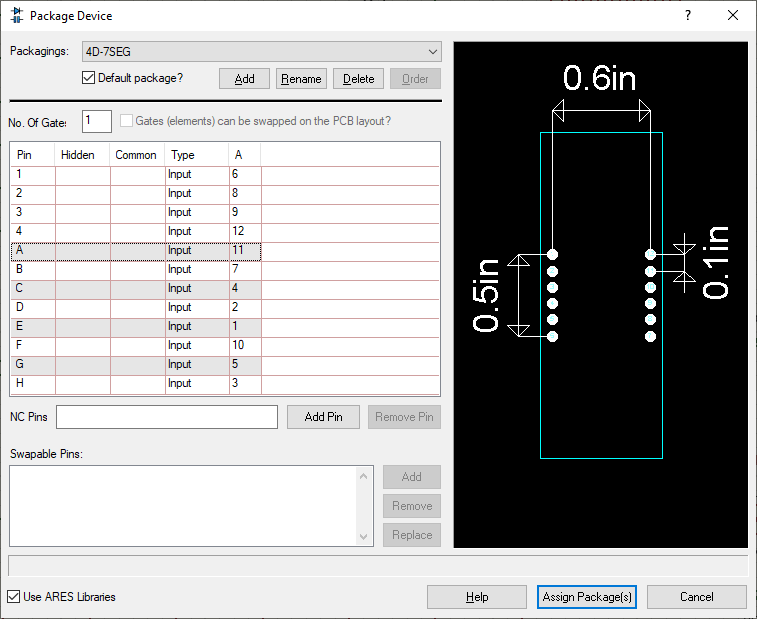 Package Device ?
Packagings: 4D-7SEG
Default package? Add Rename Delete Order
No. Of Gates: 1 Gates (elements) can be swapped on the PCB layout?
Pin Hidden Common Type A
1 Input 6
2 Input 8
3 Input 9
4 Input 12
A Input 11
B Input 7
C Input 4
D Input 2
E Input 1
F Input 10
G Input 5
H Input 3
NC Pins Add Pin Remove Pin
Swapable Pins:
Add
Remove
Replace
Use ARES Libraries Help Assign Package(s) Cancel
0.6in
0.5in
0.1in